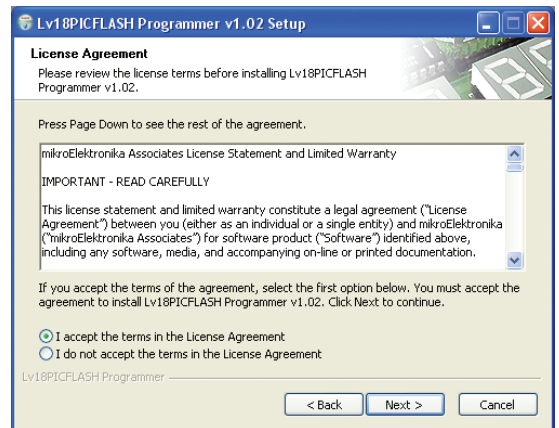 Lv18PICFLASH Programmer v1.02 Setup
License Agreement
Please review the license terms before installing Lv18PICFLASH
Programmer v1.02.
Press Page Down to see the rest of the agreement.
mikroElektronika Associates License Statement and Limited Warranty
IMPORTANT - READ CAREFULLY
This license statement and limited warranty constitute a legal agreement ("License
Agreement") between you (either as an individual or a single entity) and mikroElektronika
("mikroElektronika Associates") for software product ("Software") identified above,
including any software, media, and accompanying on-line or printed documentation.
If you accept the terms of the agreement, select the first option below. You must accept the
agreement to install Lv18PICFLASH Programmer v1.02. Click Next to continue.
I accept the terms in the License Agreement
I do not accept the terms in the License Agreement
Lv18PICFLASH Programmer
< Back Next > Cancel